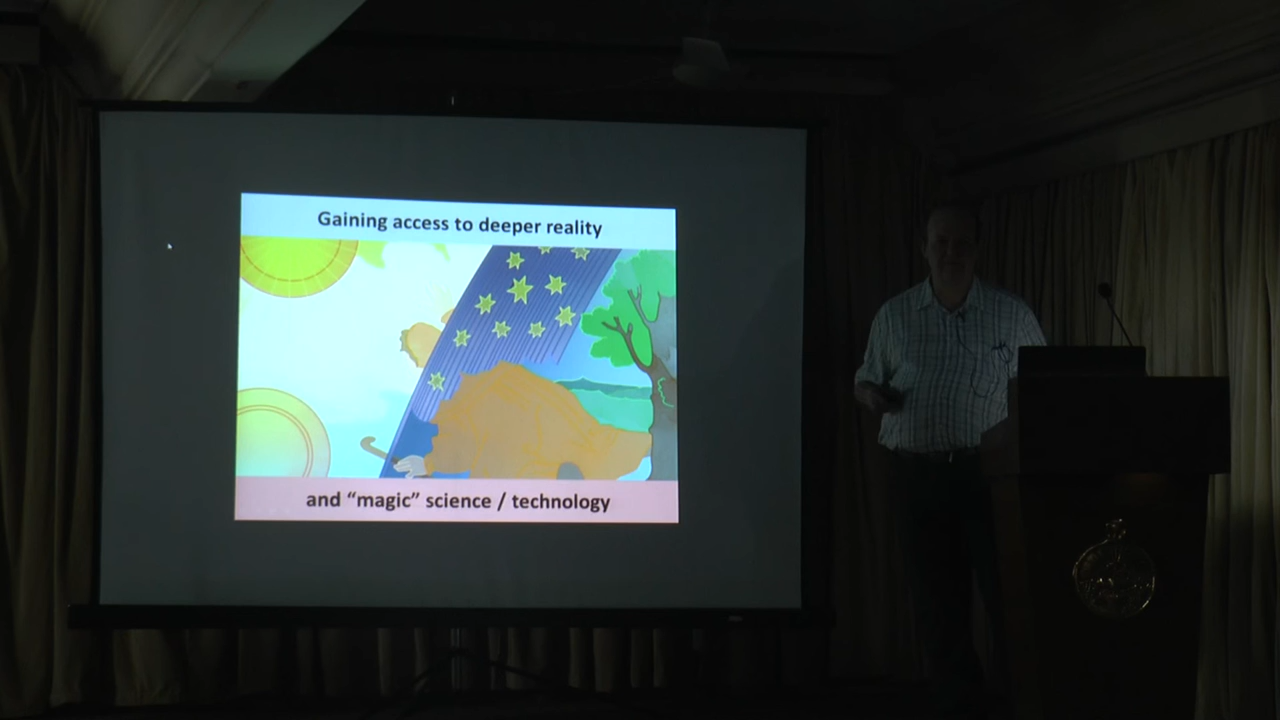 Gaining access to deeper reality
and “magic” science / technology